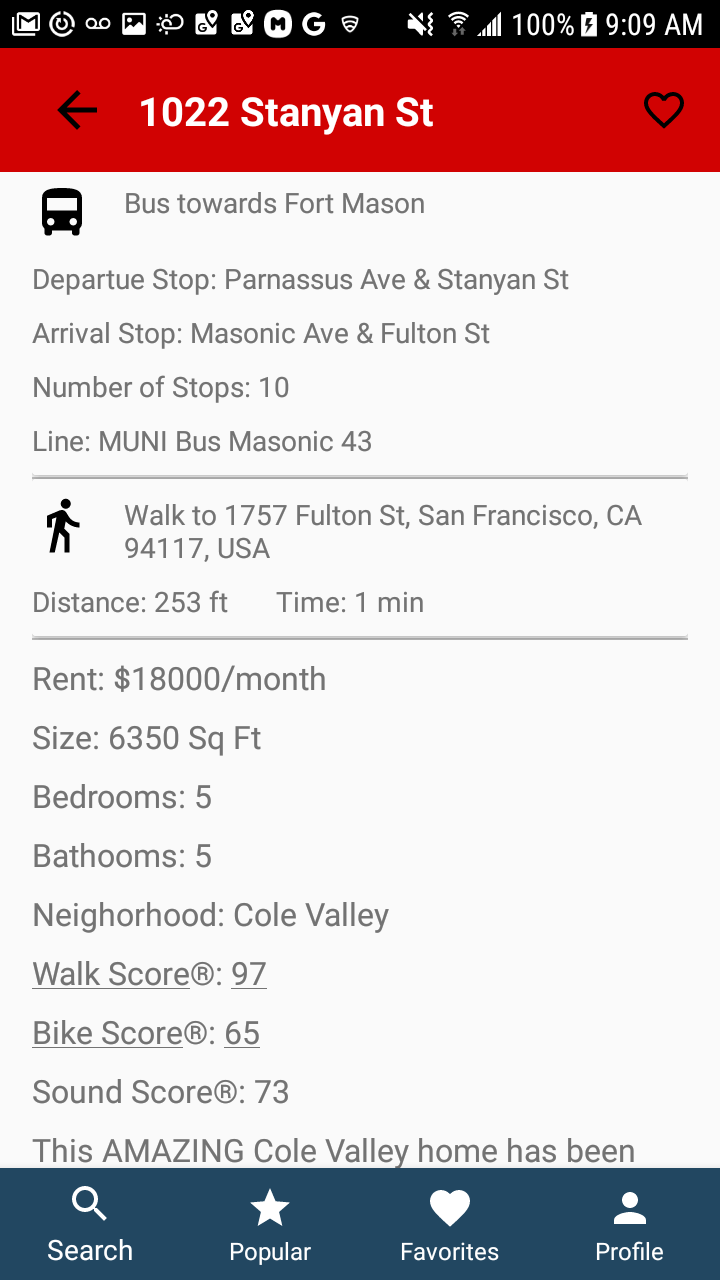 100% 9:09 AM
1022 Stanyan St
Bus towards Fort Mason
Departue Stop: Parnassus Ave & Stanyan St
Arrival Stop: Masonic Ave & Fulton St
Number of Stops: 10
Line: MUNI Bus Masonic 43
Walk to 1757 Fulton St, San Francisco, CA
94117, USA
Distance: 253 ft Time: 1 min
Rent: $18000/month
Size: 6350 Sq Ft
Bedrooms: 5
Bathooms: 5
Neighorhood: Cole Valley
Walk Score®: 97
Bike Score®: 65
Sound Score®: 73
This AMAZING Cole Valley home has been
Search Popular Favorites Profile